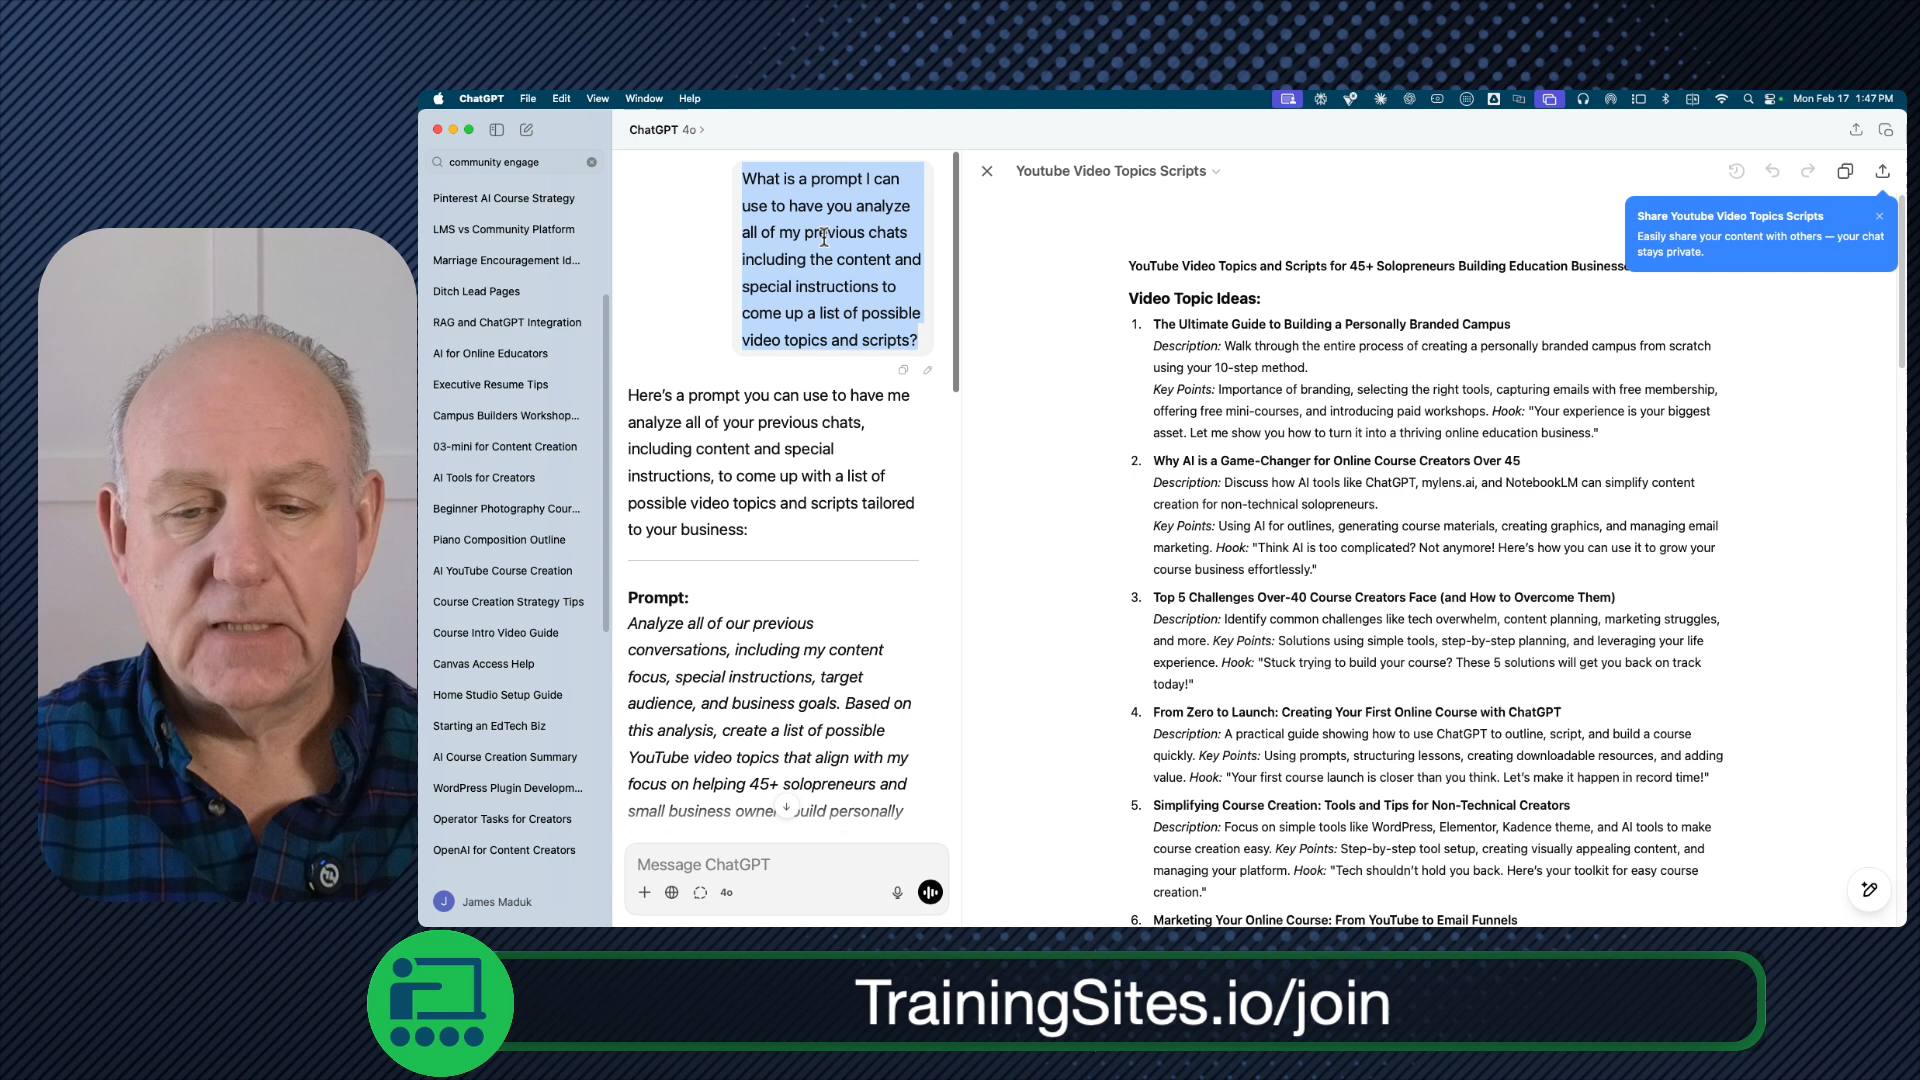 ChatGPT File Edit View Window Help
Mon Feb 17 1:47 PM
ChatGPT 4o >
community engage
Pinterest AI Course Strategy
LMS vs Community Platform
Marriage Encouragement Id...
Ditch Lead Pages
RAG and ChatGPT Integration
AI for Online Educators
Executive Resume Tips
Campus Builders Workshop...
03-mini for Content Creation
AI Tools for Creators
Beginner Photography Cour...
Piano Composition Outline
AI YouTube Course Creation
Course Creation Strategy Tips
Course Intro Video Guide
Canvas Access Help
Home Studio Setup Guide
Starting an EdTech Biz
AI Course Creation Summary
WordPress Plugin Developm...
Operator Tasks for Creators
OpenAI for Content Creators
J James Maduk
What is a prompt I can
use to have you analyze
all of my previous chats
including the content and
special instructions to
come up a list of possible
video topics and scripts?
Here's a prompt you can use to have me
analyze all of your previous chats,
including content and special
instructions, to come up with a list of
possible video topics and scripts tailored
to your business:
Prompt:
Analyze all of our previous
conversations, including my content
focus, special instructions, target
audience, and business goals. Based on
this analysis, create a list of possible
YouTube video topics that align with my
focus on helping 45+ solopreneurs and
small business owner build personally
Message ChatGPT
4o
Youtube Video Topics Scripts
Share Youtube Video Topics Scripts
Easily share your content with others — your chat
stays private.
YouTube Video Topics and Scripts for 45+ Solopreneurs Building Education Businesse
Video Topic Ideas:
1. The Ultimate Guide to Building a Personally Branded Campus
Description: Walk through the entire process of creating a personally branded campus from scratch
using your 10-step method.
Key Points: Importance of branding, selecting the right tools, capturing emails with free membership,
offering free mini-courses, and introducing paid workshops. Hook: "Your experience is your biggest
asset. Let me show you how to turn it into a thriving online education business."
2. Why AI is a Game-Changer for Online Course Creators Over 45
Description: Discuss how AI tools like ChatGPT, mylens.ai, and NotebookLM can simplify content
creation for non-technical solopreneurs.
Key Points: Using AI for outlines, generating course materials, creating graphics, and managing email
marketing. Hook: "Think AI is too complicated? Not anymore! Here's how you can use it to grow your
course business effortlessly."
3. Top 5 Challenges Over-40 Course Creators Face (and How to Overcome Them)
Description: Identify common challenges like tech overwhelm, content planning, marketing struggles,
and more. Key Points: Solutions using simple tools, step-by-step planning, and leveraging your life
experience. Hook: "Stuck trying to build your course? These 5 solutions will get you back on track
today!"
4. From Zero to Launch: Creating Your First Online Course with ChatGPT
Description: A practical guide showing how to use ChatGPT to outline, script, and build a course
quickly. Key Points: Using prompts, structuring lessons, creating downloadable resources, and adding
value. Hook: "Your first course launch is closer than you think. Let's make it happen in record time!"
5. Simplifying Course Creation: Tools and Tips for Non-Technical Creators
Description: Focus on simple tools like WordPress, Elementor, Kadence theme, and AI tools to make
course creation easy. Key Points: Step-by-step tool setup, creating visually appealing content, and
managing your platform. Hook: "Tech shouldn't hold you back. Here's your toolkit for easy course
creation."
6. Marketing Your Online Course: From YouTube to Email Funnels
TrainingSites.io/join